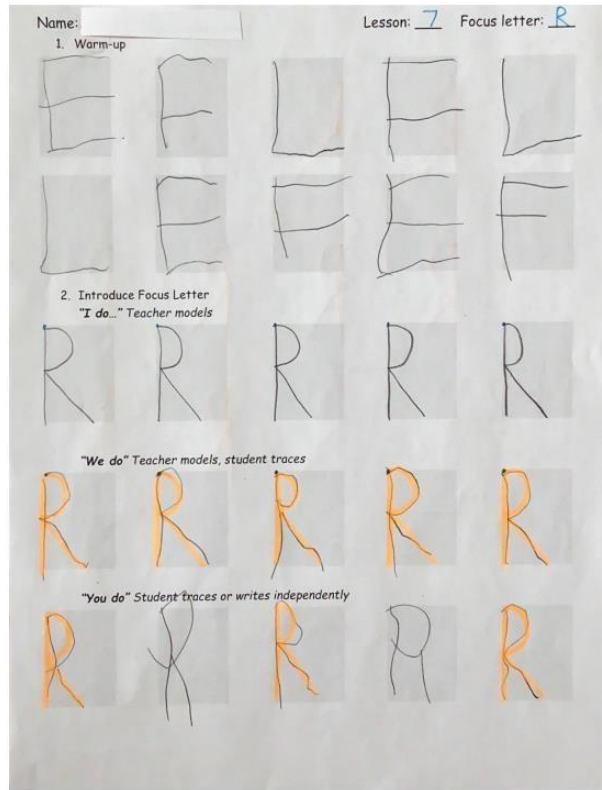 Name: Lesson: 7 Focus letter: R
1. Warm-up
E F L F L
L E F E F
2. Introduce Focus Letter
"I do..." Teacher models
R R R R R
"We do" Teacher models, student traces
R R R R R
"You do" Student traces or writes independently
R R R R R